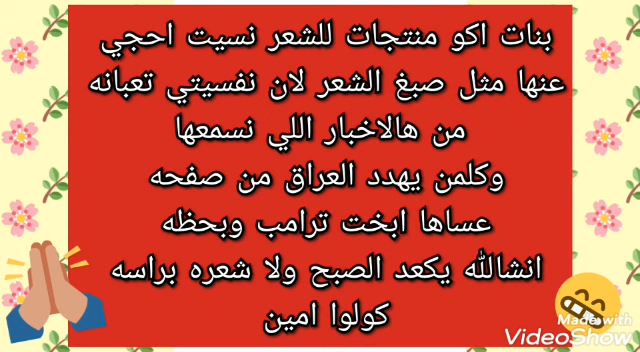 بنات اكو منتجات للشعر نسيت احجي
عنها مثل صبغ الشعر لان نفسيتي تعبانه
من هالاخبار اللي نسمعها
وكلمن يهدد العراق من صفحه
عساها ابخت ترامب وبحظه
انشالله يكعد الصبح ولا شعره براسه
كولوا امين
Made with
VideoShow